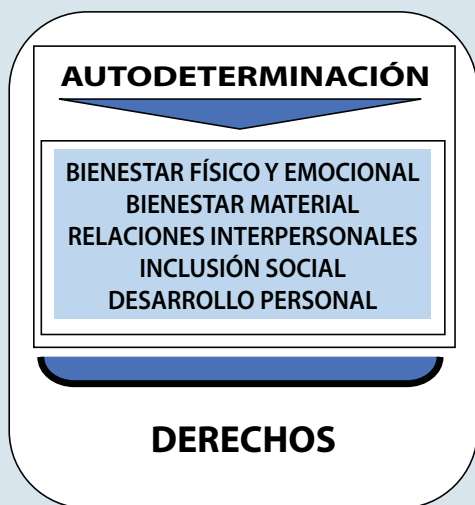 AUTODETERMINACIÓN
BIENESTAR FÍSICO Y EMOCIONAL
BIENESTAR MATERIAL
RELACIONES INTERPERSONALES
INCLUSIÓN SOCIAL
DESARROLLO PERSONAL
DERECHOS